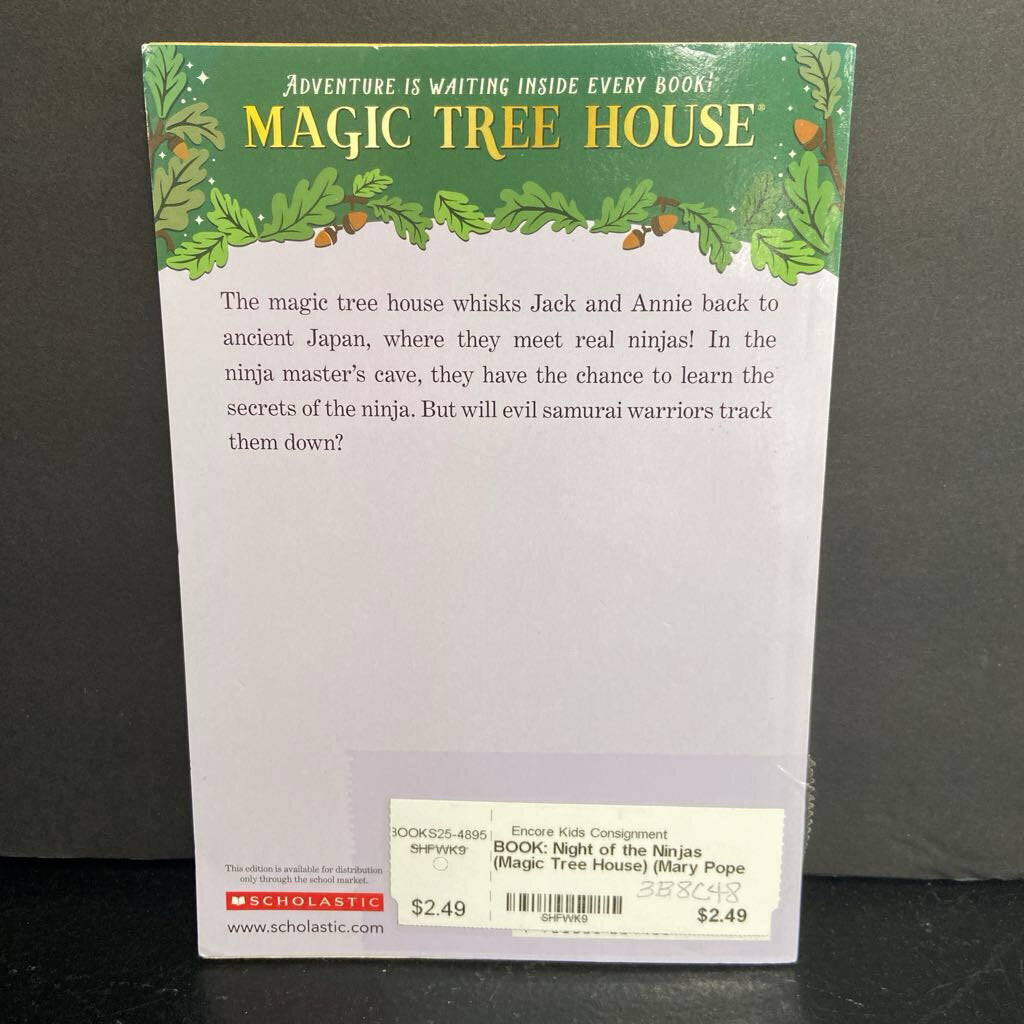 ADVENTURE IS WAITING INSIDE EVERY BOOK!
MAGIC TREE HOUSE®
The magic tree house whisks Jack and Annie back to
ancient Japan, where they meet real ninjas! In the
ninja master's cave, they have the chance to learn the
secrets of the ninja. But will evil samurai warriors track
them down?
This edition is available for distribution
only through the school market.
SCHOLASTIC
www.scholastic.com
BOOKS25-4895
SHFWK9
$2.49
Encore Kids Consignment
BOOK: Night of the Ninjas
(Magic Tree House) (Mary Pope
3B8C48
SHFWK9
$2.49